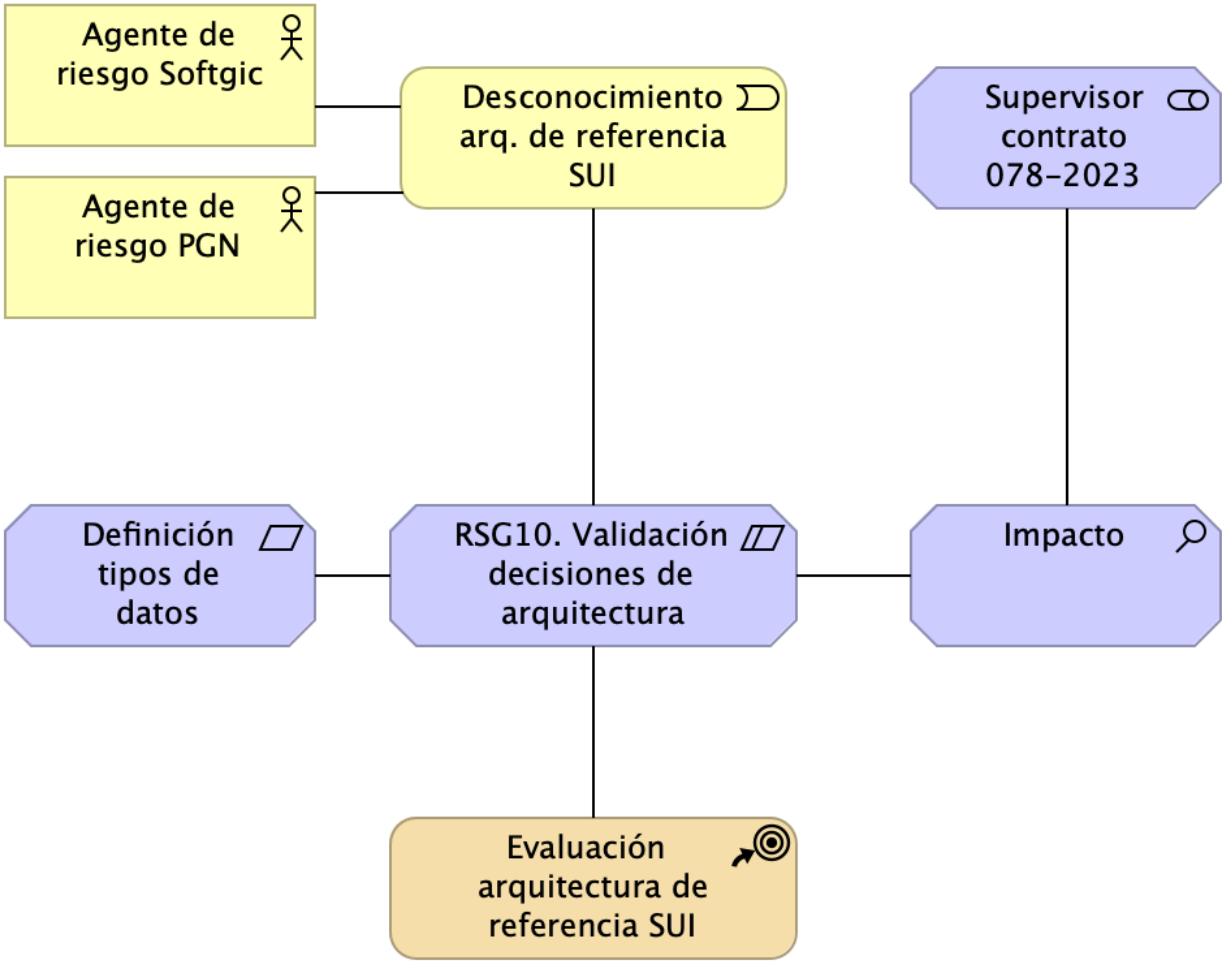 Agente de
riesgo Softgic
Desconocimiento
arq. de referencia
SUI
Supervisor
contrato
078-2023
Agente de
riesgo PGN
Definición
tipos de
datos
RSG10. Validación
decisiones de
arquitectura
Impacto
Evaluación
arquitectura de
referencia SUI